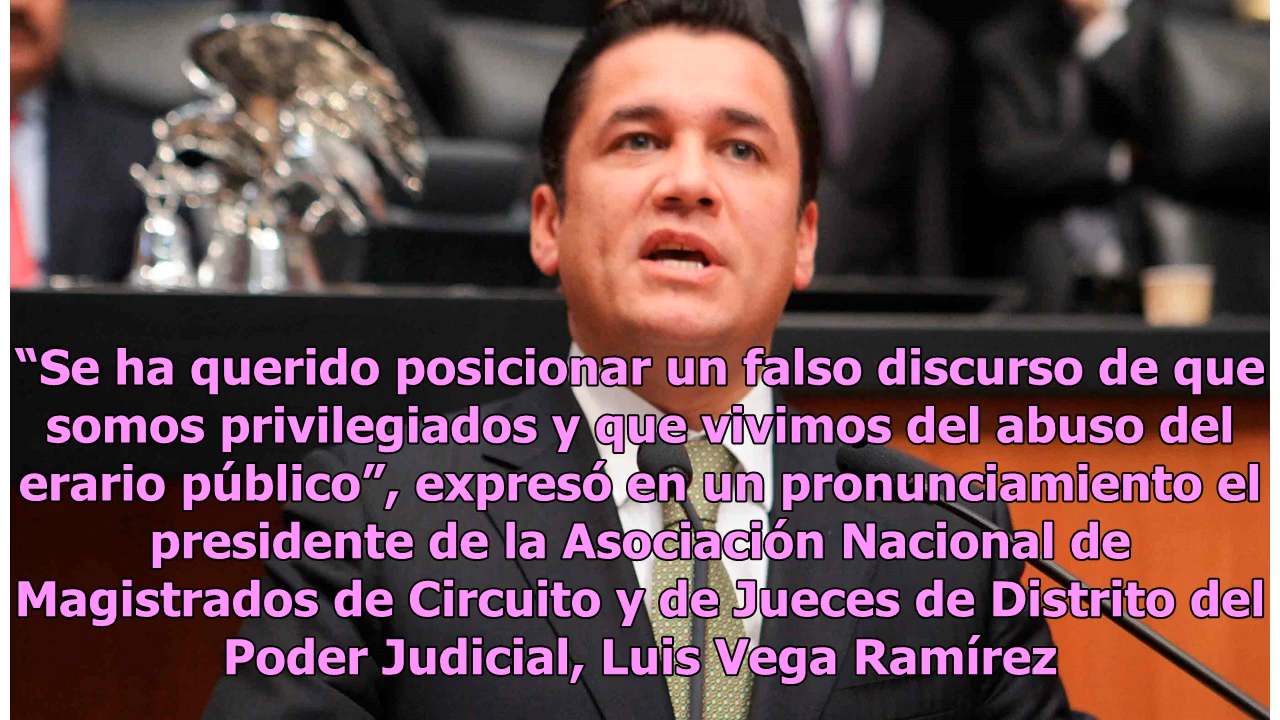 “Se ha querido posicionar un falso discurso de que
somos privilegiados y que vivimos del abuso del
erario público”, expresó en un pronunciamiento el
presidente de la Asociación Nacional de
Magistrados de Circuito y de Jueces de Distrito del
Poder Judicial, Luis Vega Ramírez